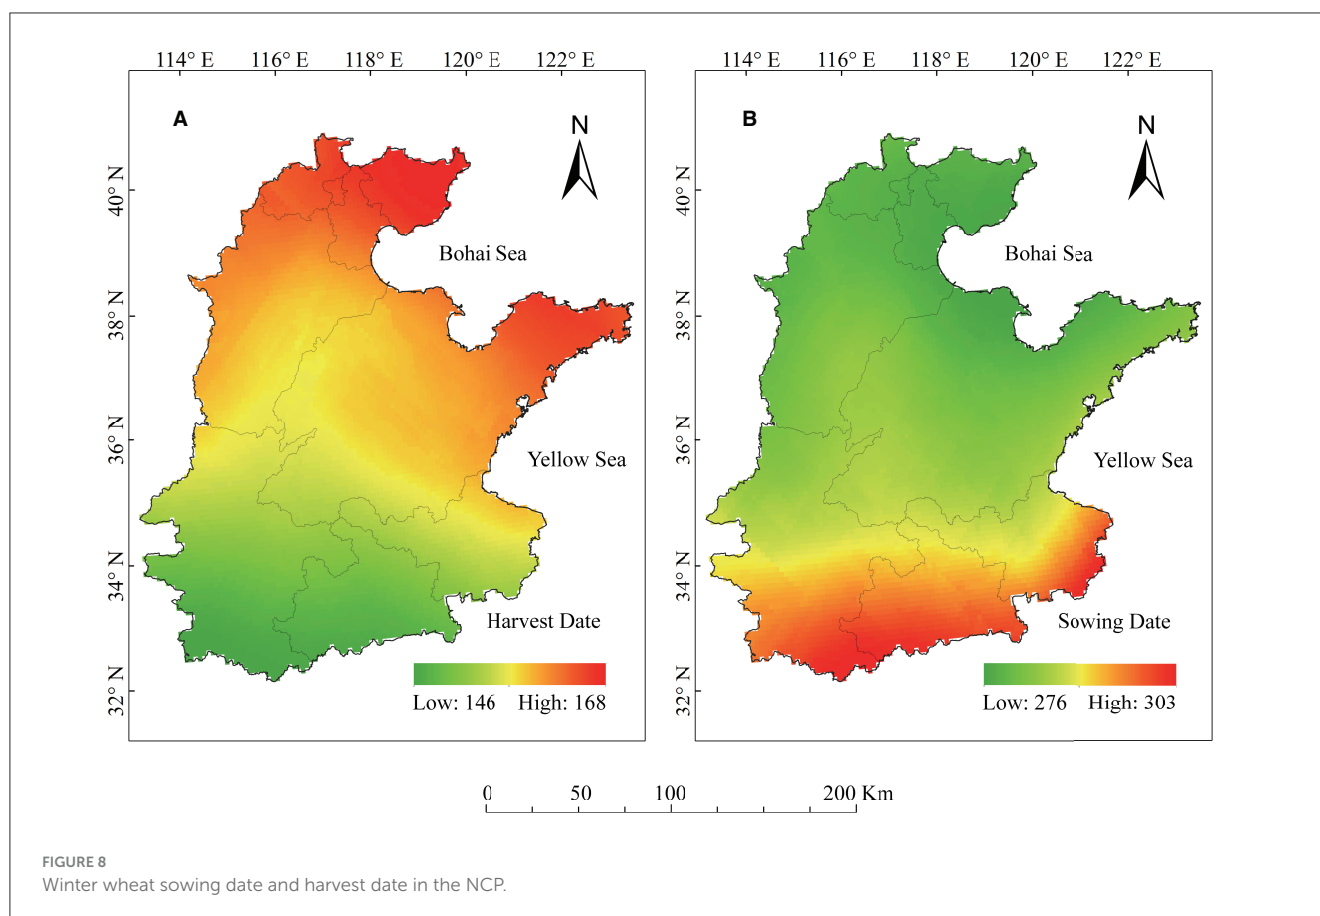 114° E 116° E 118° E 120° E 122° E
A
N
40° N
38° N
36° N
34° N
32° N
Bohai Sea
Yellow Sea
Harvest Date
Low: 146 High: 168
114° E 116° E 118° E 120° E 122° E
B
N
40° N
38° N
36° N
34° N
32° N
Bohai Sea
Yellow Sea
Sowing Date
Low: 276 High: 303
0 50 100 200 Km
FIGURE 8
Winter wheat sowing date and harvest date in the NCP.